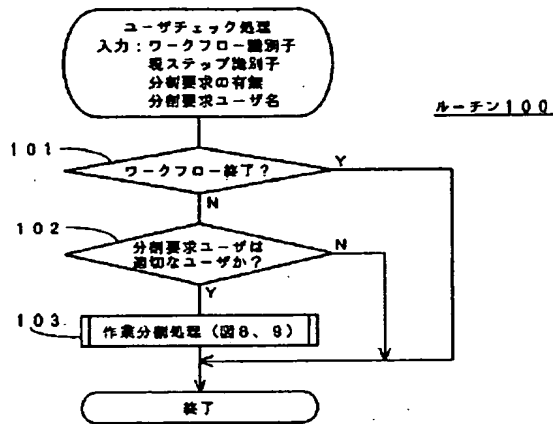 ユーザチェック処理
入力：ワークフロー識別子
現ステップ識別子
分割要求の有無
分割要求ユーザ名
ルーチン100
101
ワークフロー終了？
Y
N
102
分割要求ユーザは
適切なユーザか？
N
Y
103
作業分割処理（図8、9）
終了